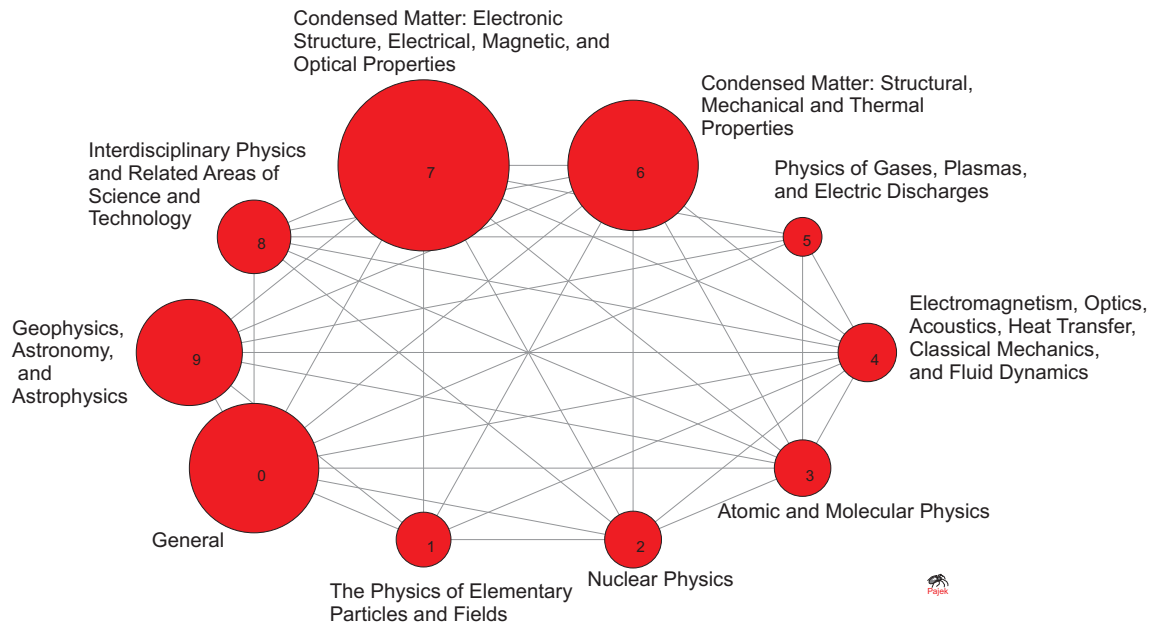 Condensed Matter: Electronic
Structure, Electrical, Magnetic, and
Optical Properties
Condensed Matter: Structural,
Mechanical and Thermal
Properties
Interdisciplinary Physics
and Related Areas of
Science and
Technology
Physics of Gases, Plasmas,
and Electric Discharges
7
6
8
5
Geophysics,
Astronomy,
and
Astrophysics
9
4
Electromagnetism, Optics,
Acoustics, Heat Transfer,
Classical Mechanics,
and Fluid Dynamics
0
3
General
Atomic and Molecular Physics
1
2
The Physics of Elementary
Particles and Fields
Nuclear Physics
Pajek